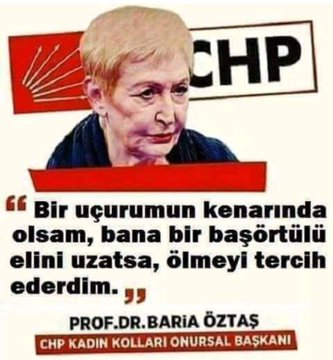 CHP
“ Bir uçurumun kenarında
olsam, bana bir başörtülü
elini uzatsa, ölmeyi tercih
ederdim. ”
PROF.DR.BARiA ÖZTAŞ
CHP KADIN KOLLARI ONURSAL BAŞKANI